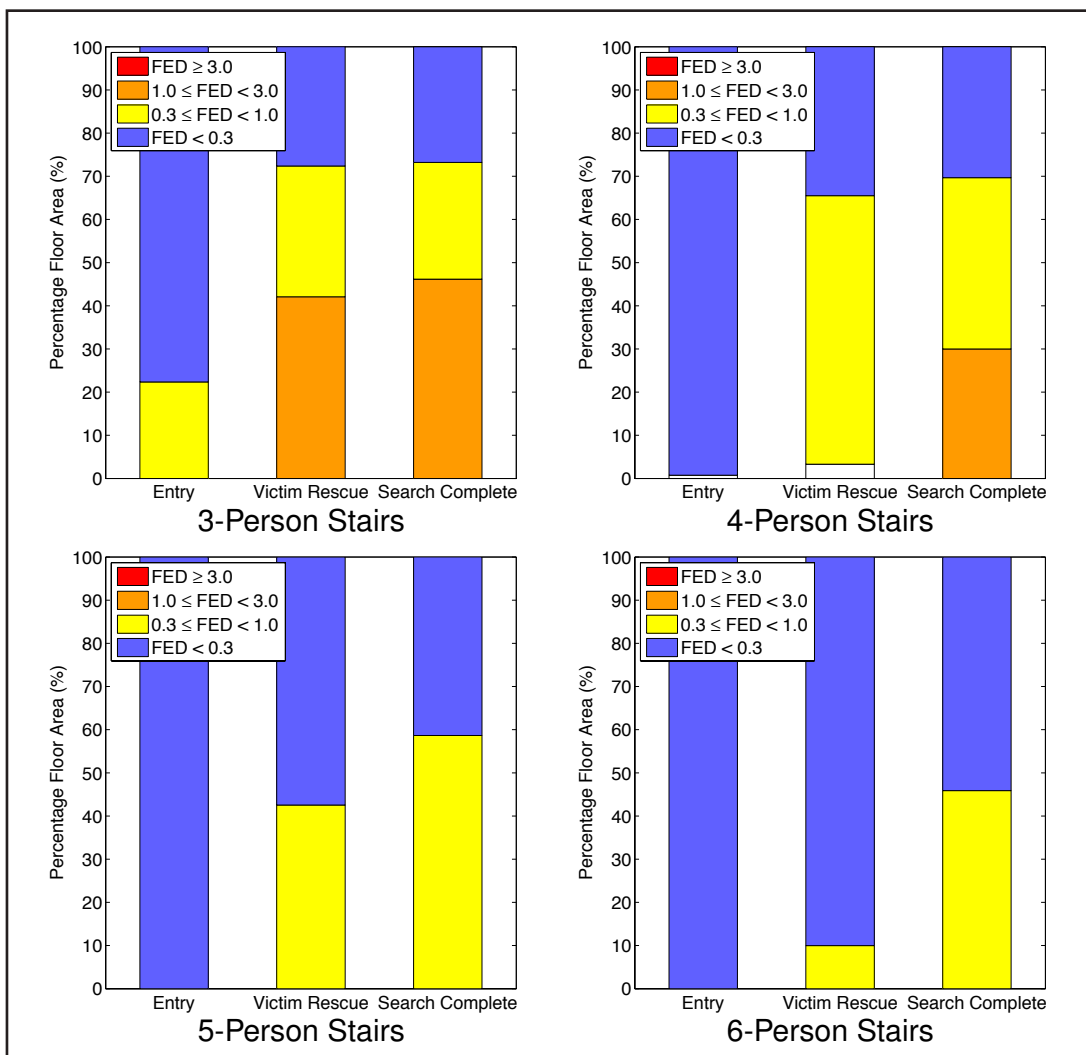 100
90
80
70
60
50
40
30
20
10
0
Percentage Floor Area (%)
FED ≥ 3.0
1.0 ≤ FED < 3.0
0.3 ≤ FED < 1.0
FED < 0.3
Entry Victim Rescue Search Complete
3-Person Stairs
100
90
80
70
60
50
40
30
20
10
0
Percentage Floor Area (%)
FED ≥ 3.0
1.0 ≤ FED < 3.0
0.3 ≤ FED < 1.0
FED < 0.3
Entry Victim Rescue Search Complete
4-Person Stairs
100
90
80
70
60
50
40
30
20
10
0
Percentage Floor Area (%)
FED ≥ 3.0
1.0 ≤ FED < 3.0
0.3 ≤ FED < 1.0
FED < 0.3
Entry Victim Rescue Search Complete
5-Person Stairs
100
90
80
70
60
50
40
30
20
10
0
Percentage Floor Area (%)
FED ≥ 3.0
1.0 ≤ FED < 3.0
0.3 ≤ FED < 1.0
FED < 0.3
Entry Victim Rescue Search Complete
6-Person Stairs